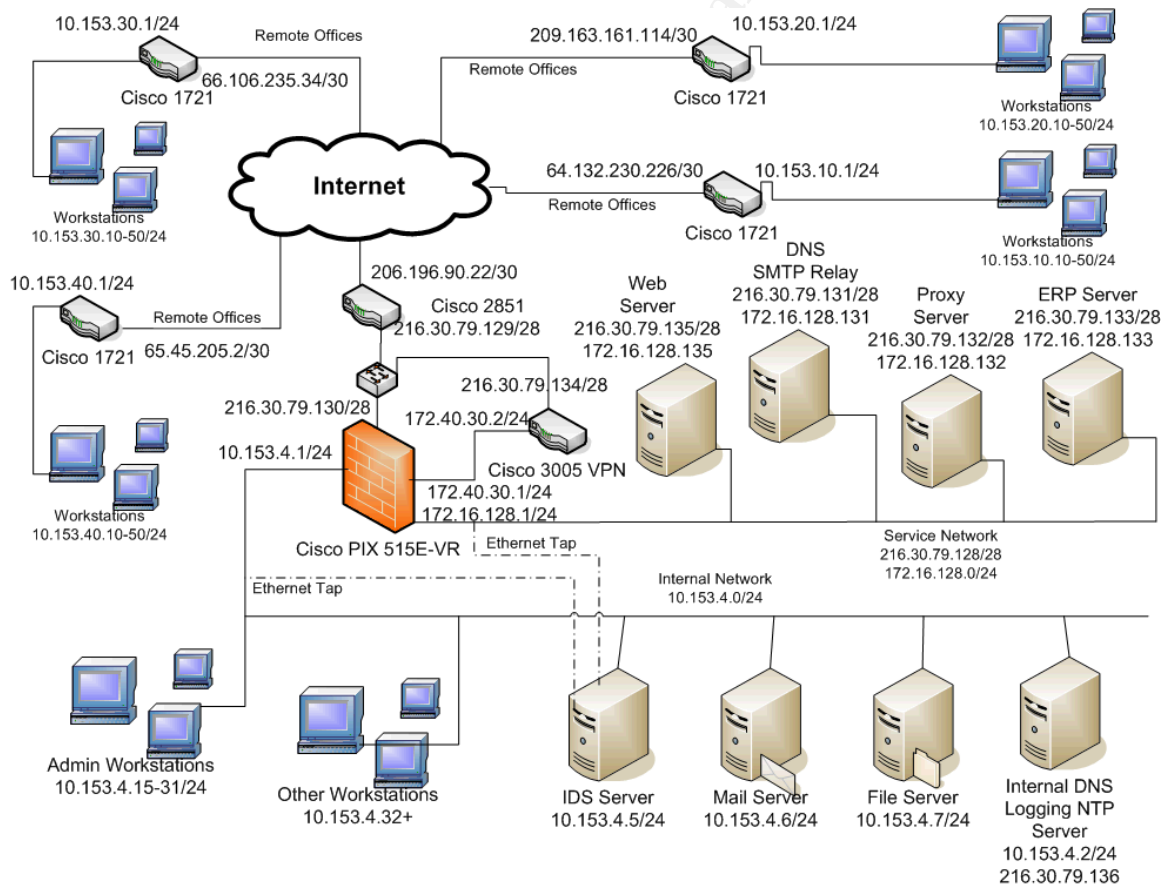 10.153.30.1/24
Remote Offices
66.106.235.34/30
Cisco 1721
Workstations
10.153.30.10-50/24
209.163.161.114/30
10.153.20.1/24
Remote Offices
Cisco 1721
Workstations
10.153.20.10-50/24
Internet
64.132.230.226/30
10.153.10.1/24
Remote Offices
Cisco 1721
Workstations
10.153.10.10-50/24
10.153.40.1/24
Remote Offices
Cisco 1721
65.45.205.2/30
Workstations
10.153.40.10-50/24
206.196.90.22/30
Cisco 2851
216.30.79.129/28
216.30.79.134/28
216.30.79.130/28
172.40.30.2/24
10.153.4.1/24
Cisco 3005 VPN
172.40.30.1/24
172.16.128.1/24
Cisco PIX 515E-VR
Web
Server
216.30.79.135/28
172.16.128.135
DNS
SMTP Relay
216.30.79.131/28
172.16.128.131
Proxy
Server
216.30.79.132/28
172.16.128.132
ERP Server
216.30.79.133/28
172.16.128.133
Ethernet Tap
Service Network
216.30.79.128/28
172.16.128.0/24
Ethernet Tap
Internal Network
10.153.4.0/24
Admin Workstations
10.153.4.15-31/24
Other Workstations
10.153.4.32+
IDS Server
10.153.4.5/24
Mail Server
10.153.4.6/24
File Server
10.153.4.7/24
Internal DNS
Logging NTP
Server
10.153.4.2/24
216.30.79.136